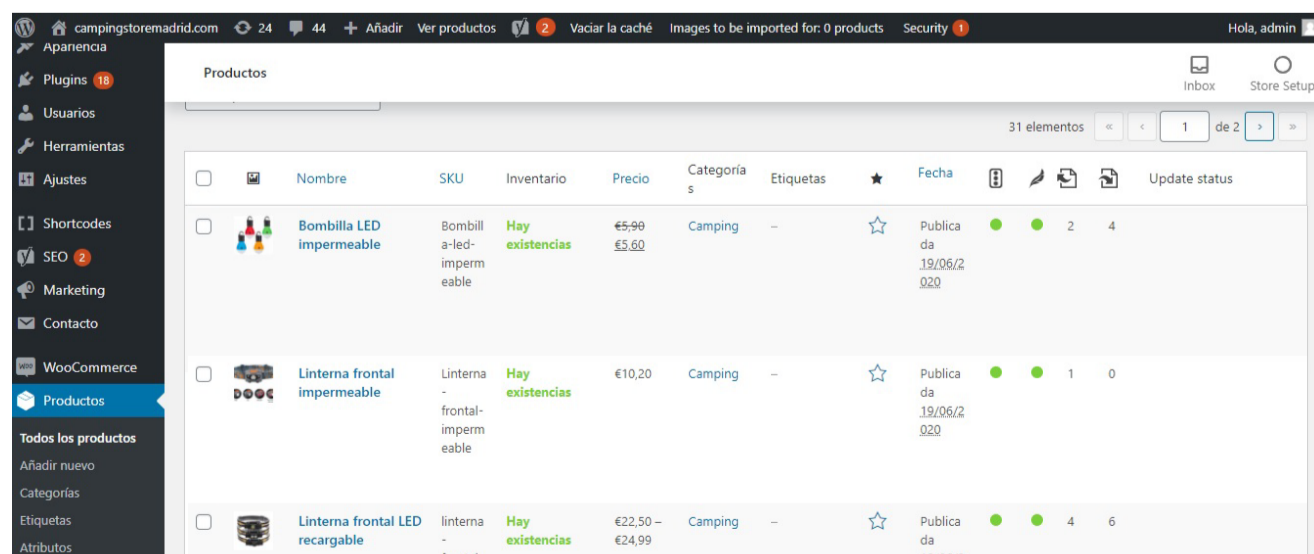 campingstoremadrid.com 24 44 + Añadir Ver productos 2 Vaciar la caché Images to be imported for: 0 products Security 1 Hola, admin
Apariencia
Plugins 18
Usuarios
Herramientas
Ajustes
Shortcodes
SEO 2
Marketing
Contacto
WooCommerce
Productos
Todos los productos
Añadir nuevo
Categorías
Etiquetas
Atributos
Productos
Inbox
Store Setup
31 elementos « ‹ 1 de 2 › »
Nombre SKU Inventario Precio Categoría Etiquetas Fecha Update status
s
Bombilla LED Bombill Hay €5,90 Camping – Publica 2 4
impermeable a-led- existencias €5,60 da
imperm 19/06/2
eable 020
Linterna frontal Linterna Hay €10,20 Camping – Publica 1 0
impermeable - existencias da
frontal- 19/06/2
imperm 020
eable
Linterna frontal LED linterna Hay €22,50 – Camping – Publica 4 6
recargable - existencias €24,99 da